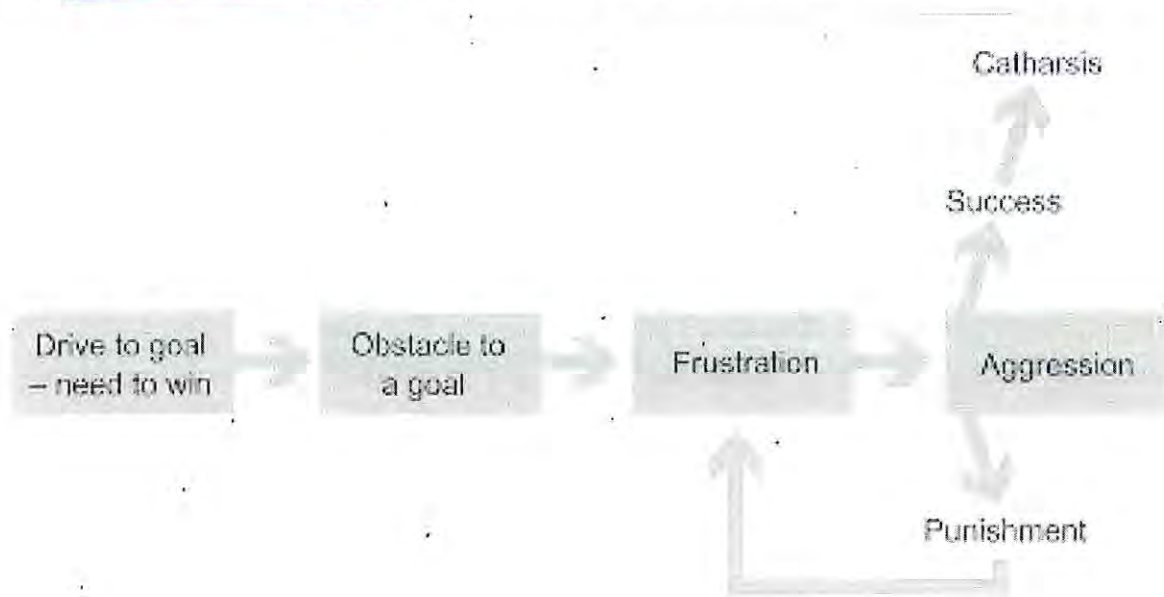 Catharsis
Success
Drive to goal
– need to win
Obstacle to
a goal
Frustration
Aggression
Punishment